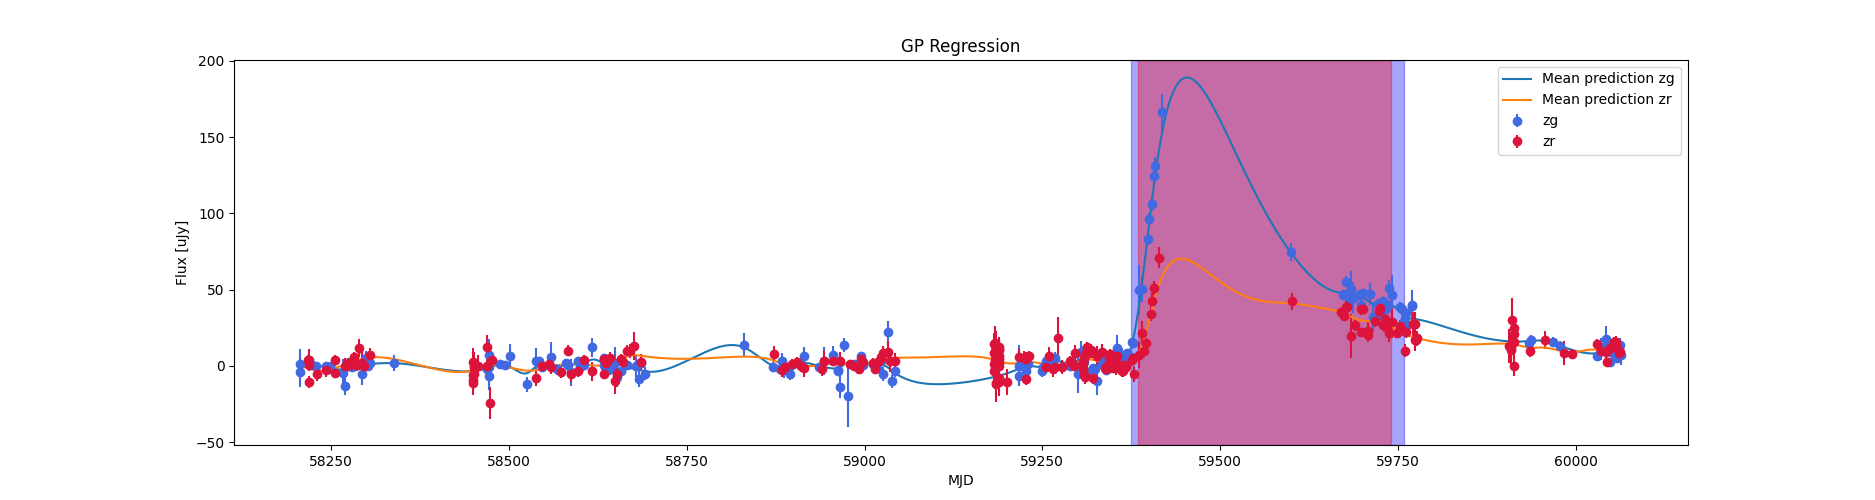 GP Regression
200
150
100
50
0
−50
Flux [uJy]
58250
58500
58750
59000
59250
59500
59750
60000
MJD
Mean prediction zg
Mean prediction zr
zg
zr